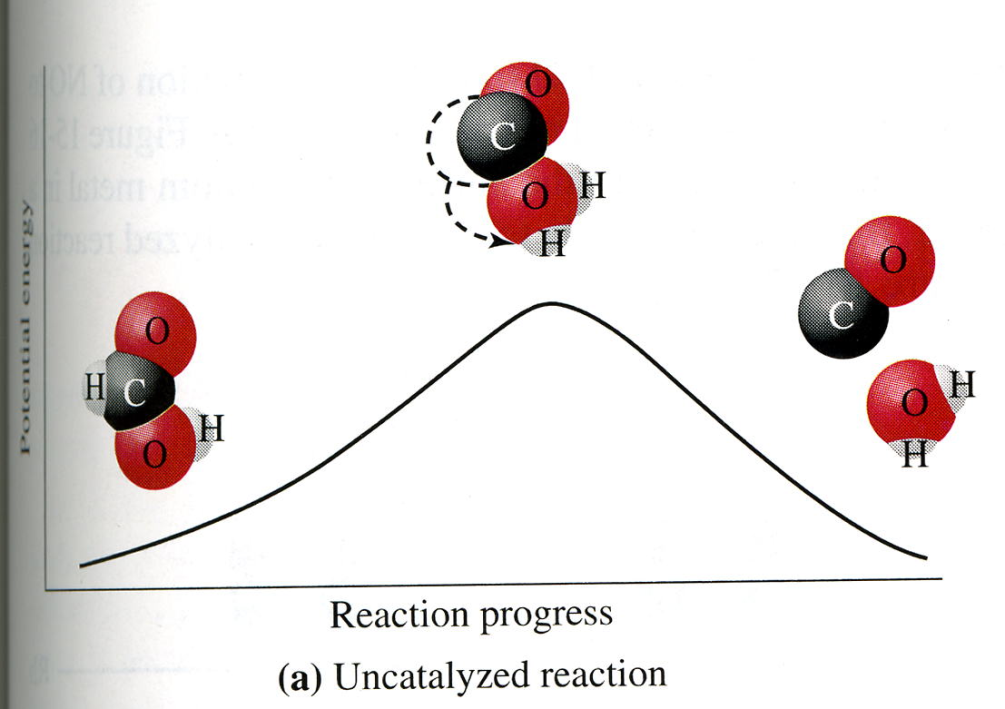 Potential energy
O
H C
H
O
O
C
O H
H
O
C
O H
H
Reaction progress
(a) Uncatalyzed reaction